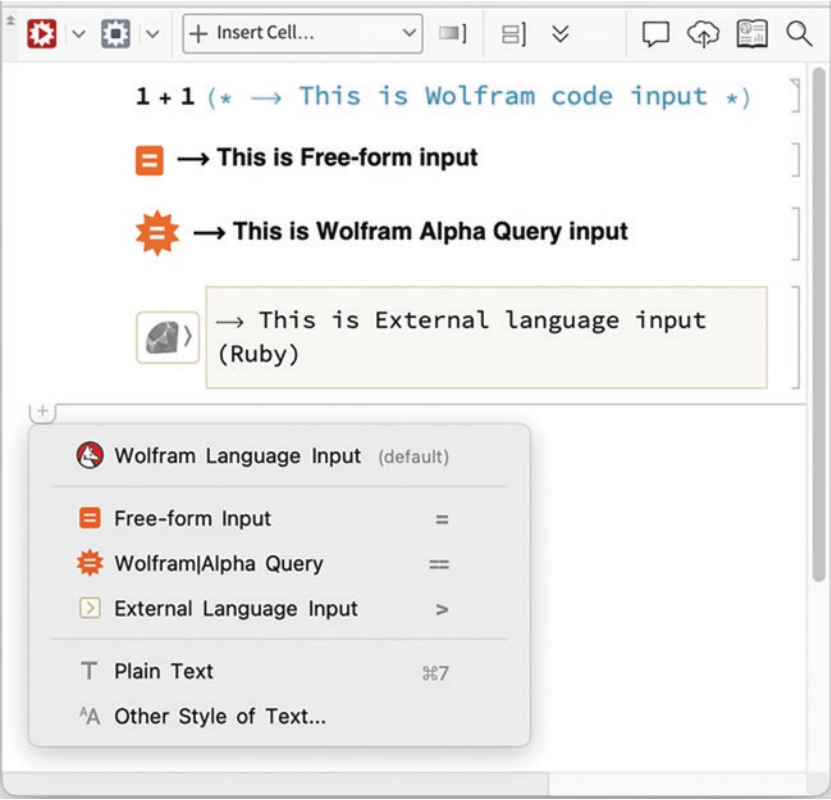 + Insert Cell...
1 + 1 (* → This is Wolfram code input *)
= → This is Free-form input
= → This is Wolfram Alpha Query input
→ This is External language input
(Ruby)
+
Wolfram Language Input (default)
= Free-form Input =
= Wolfram|Alpha Query ==
> External Language Input >
T Plain Text ⌘7
AA Other Style of Text...